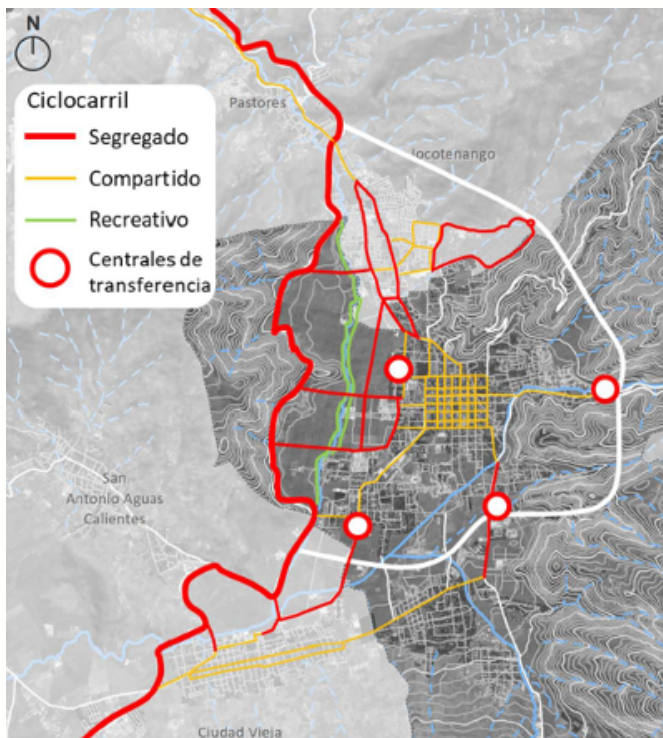 N
Ciclocarril
Segregado
Compartido
Recreativo
Centrales de
transferencia
Pastores
Jocotenango
San
Antonio Aguas
Calientes
Ciudad Vieja